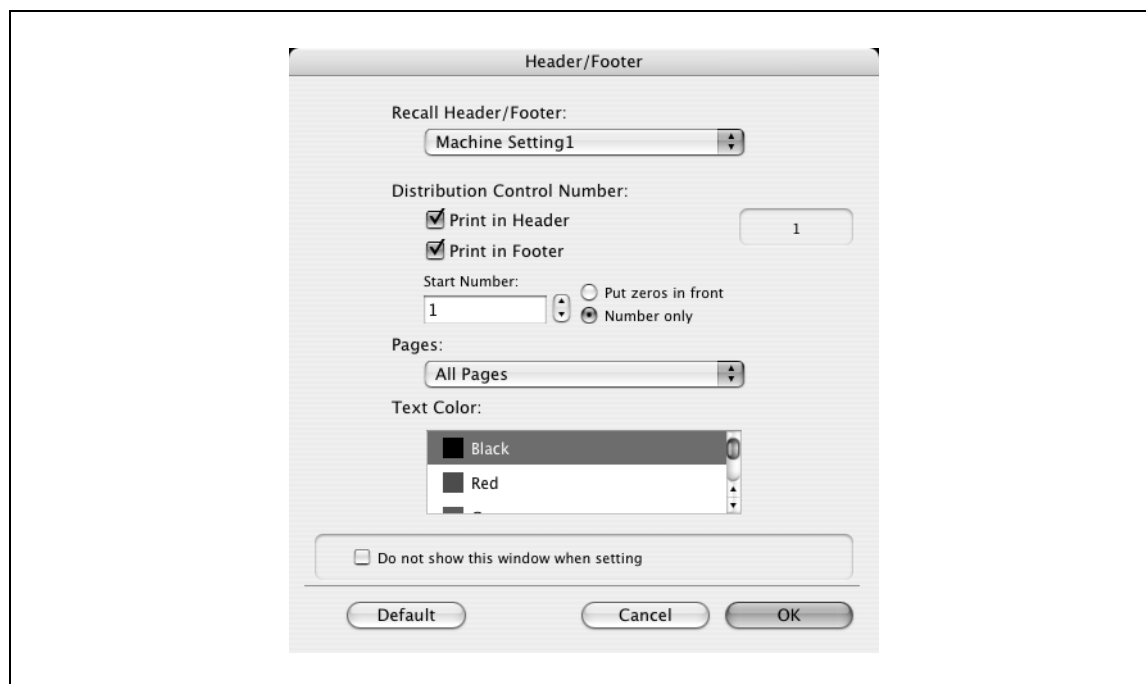 Header/Footer
Recall Header/Footer:
Machine Setting1
Distribution Control Number:
Print in Header
1
Print in Footer
Start Number:
Put zeros in front
1
Number only
Pages:
All Pages
Text Color:
Black
Red
Do not show this window when setting
Default Cancel OK